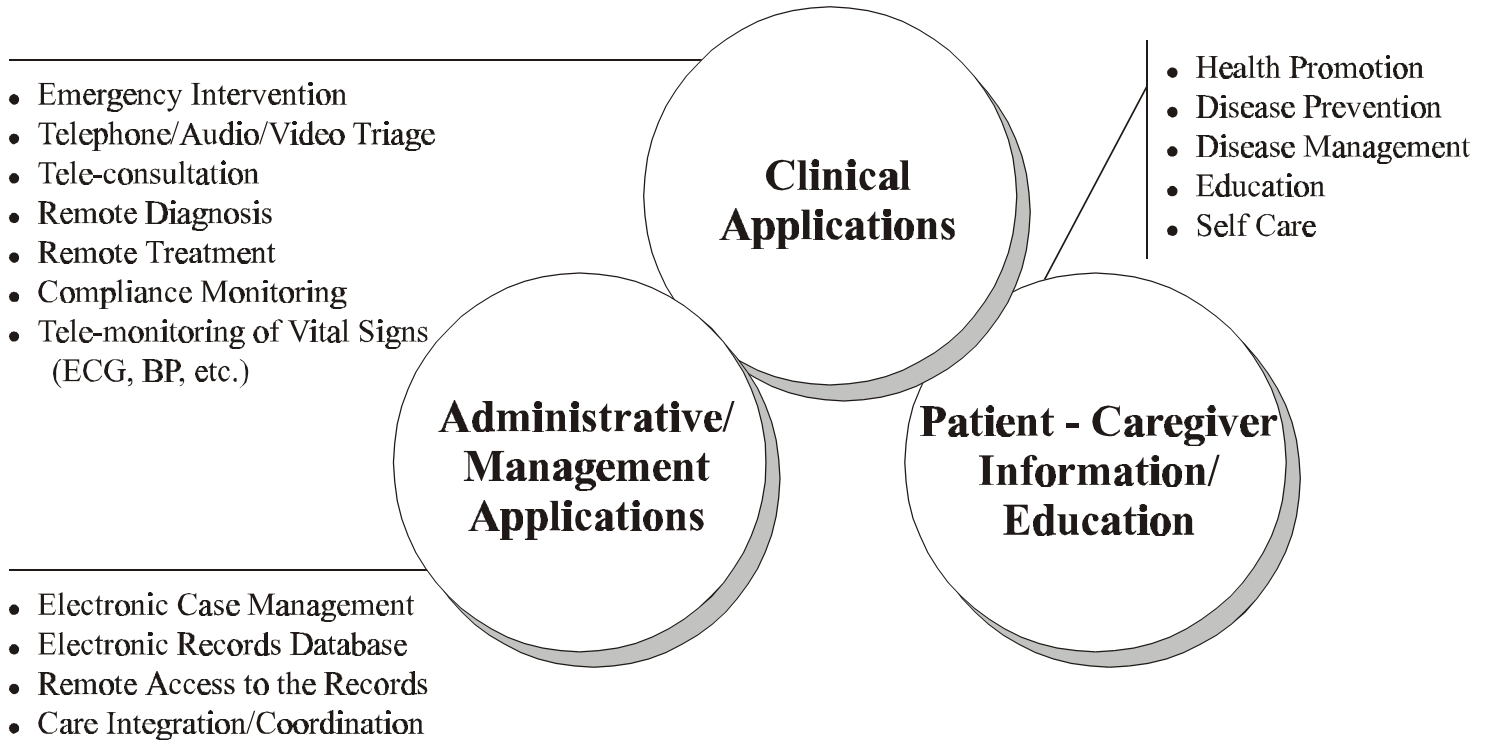 Clinical
Applications
• Emergency Intervention
• Telephone/Audio/Video Triage
• Tele-consultation
• Remote Diagnosis
• Remote Treatment
• Compliance Monitoring
• Tele-monitoring of Vital Signs
(ECG, BP, etc.)
Patient - Caregiver
Information/
Education
• Health Promotion
• Disease Prevention
• Disease Management
• Education
• Self Care
Administrative/
Management
Applications
• Electronic Case Management
• Electronic Records Database
• Remote Access to the Records
• Care Integration/Coordination